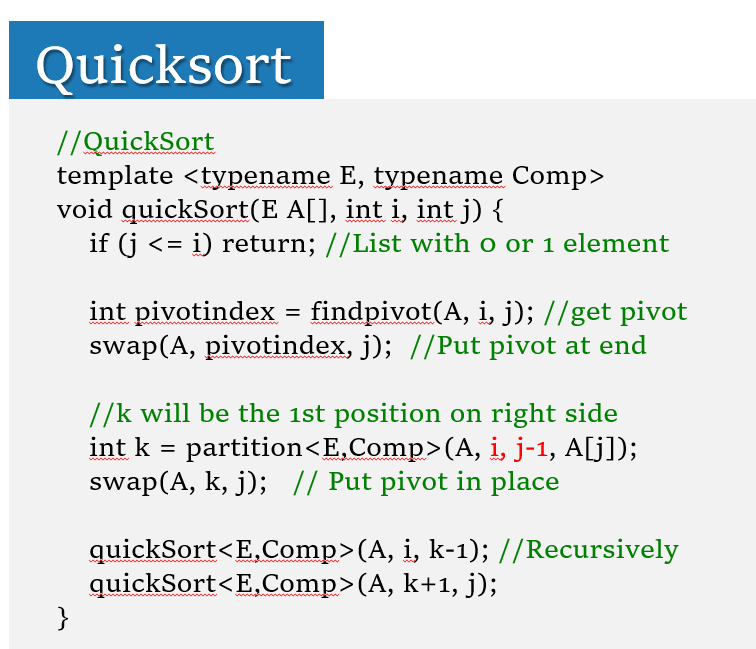 Quicksort
//QuickSort
template <typename E, typename Comp>
void quickSort(E A[], int i, int j) {
if (j <= i) return; //List with 0 or 1 element
int pivotindex = findpivot(A, i, j); //get pivot
swap(A, pivotindex, j); //Put pivot at end
//k will be the 1st position on right side
int k = partition<E,Comp>(A, i, j-1, A[j]);
swap(A, k, j); // Put pivot in place
quickSort<E,Comp>(A, i, k-1); //Recursively
quickSort<E,Comp>(A, k+1, j);
}